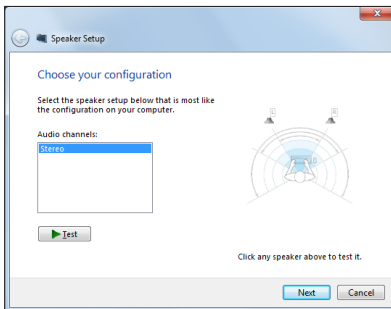 Speaker Setup
Choose your configuration
Select the speaker setup below that is most like
the configuration on your computer.
Audio channels:
Stereo
L
R
Test
Click any speaker above to test it.
Next
Cancel